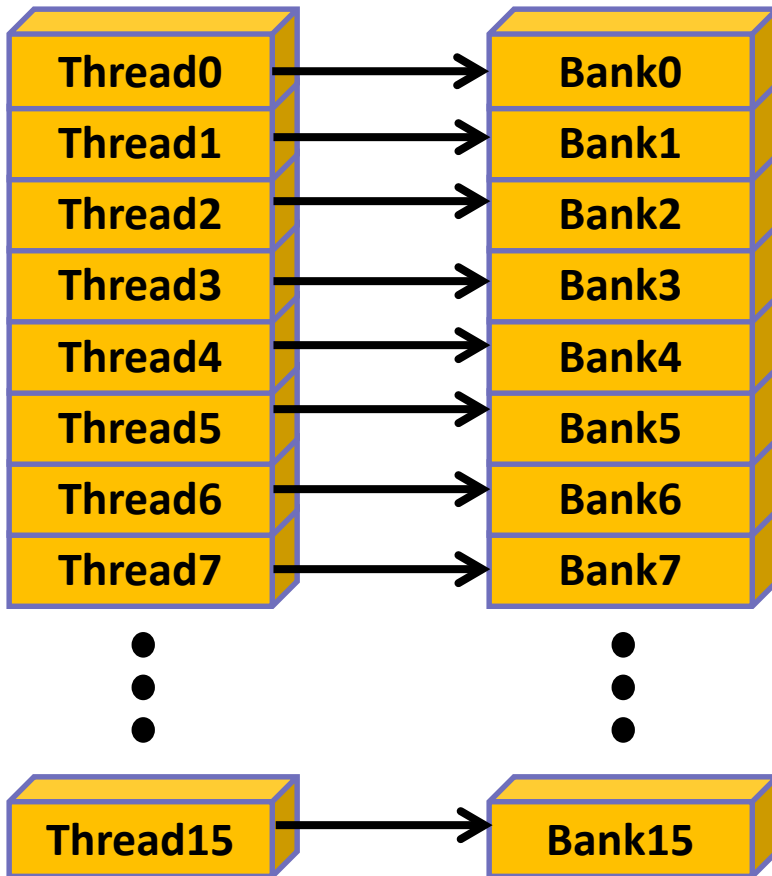 Thread0 Bank0
Thread1 Bank1
Thread2 Bank2
Thread3 Bank3
Thread4 Bank4
Thread5 Bank5
Thread6 Bank6
Thread7 Bank7
Thread15 Bank15